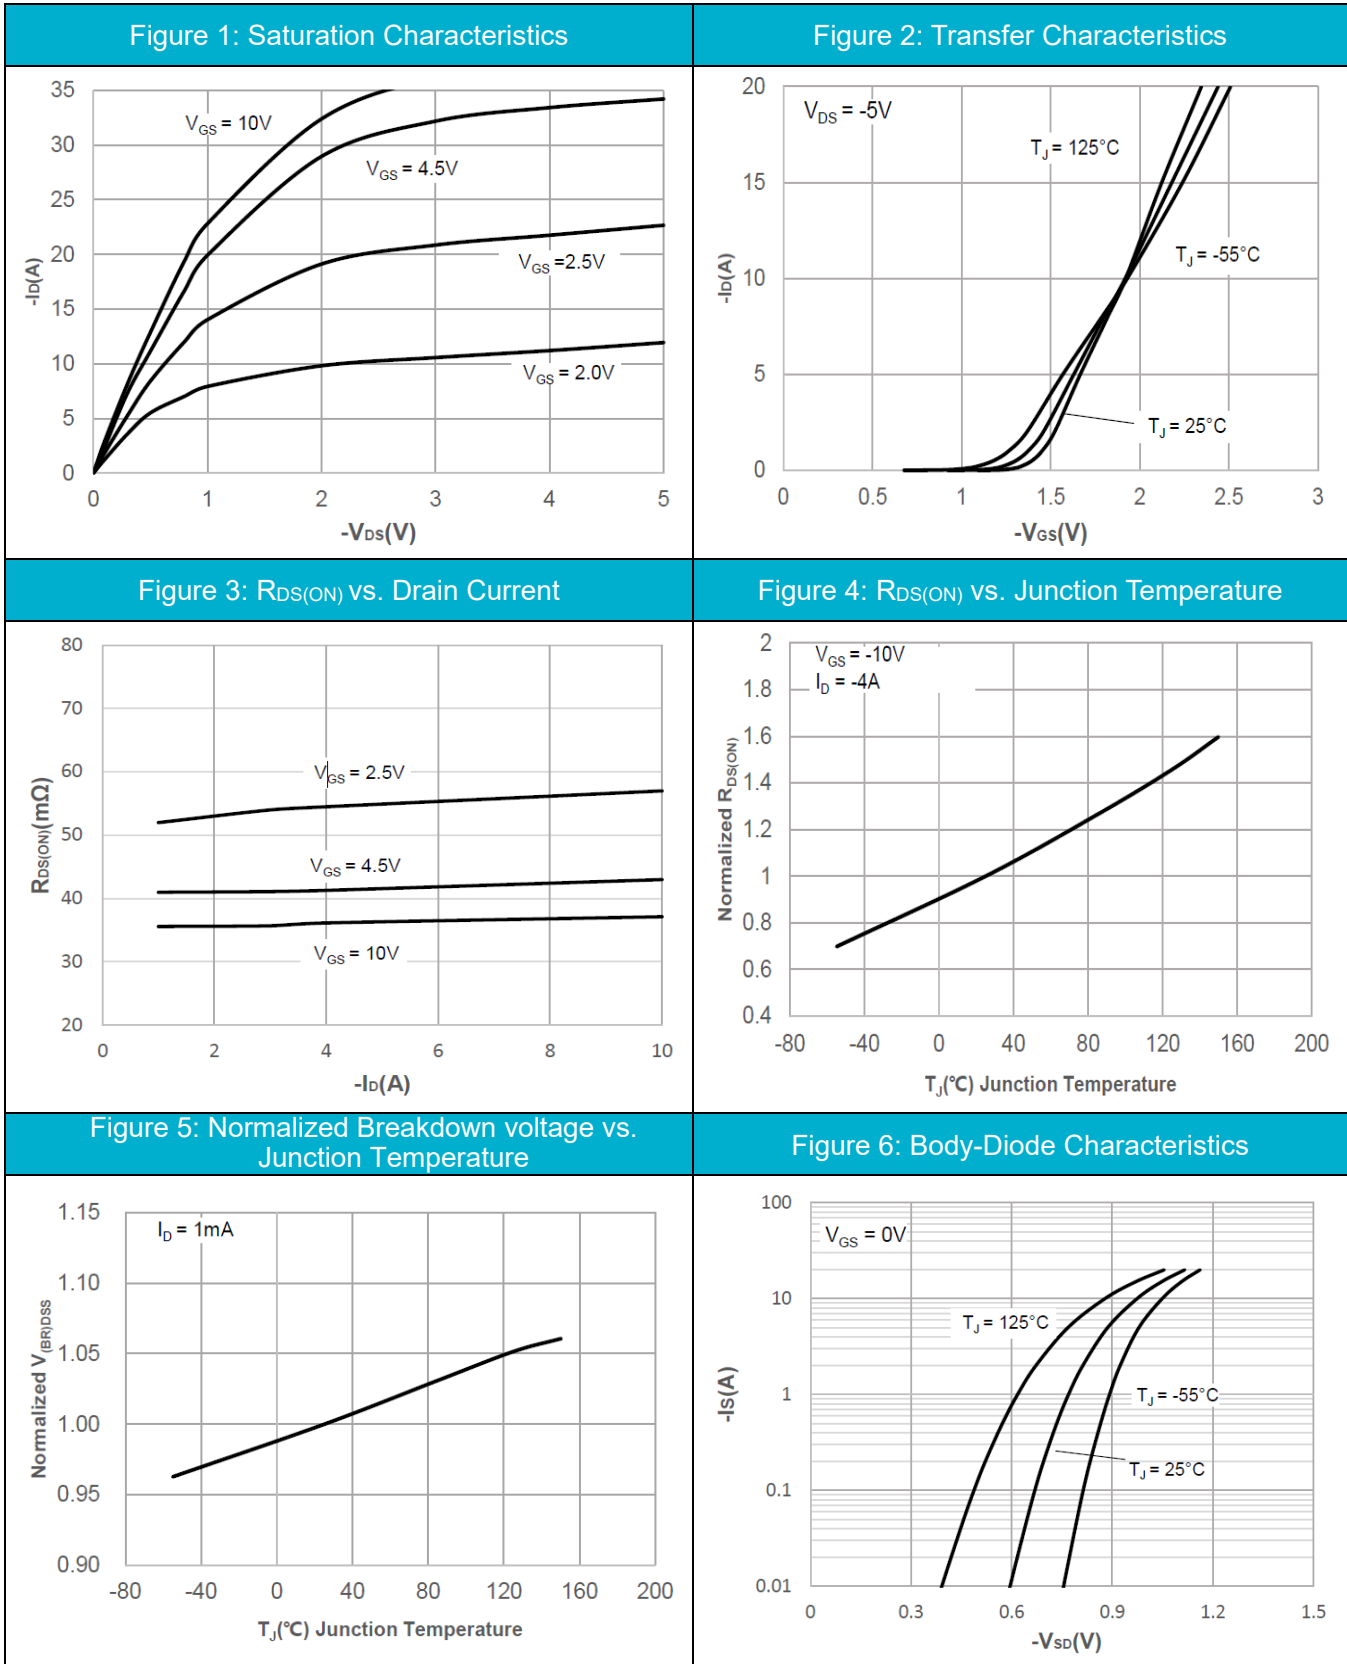 Figure 1: Saturation Characteristics
35
30
25
20
15
10
5
0
-ID(A)
VGS = 10V
VGS = 4.5V
VGS =2.5V
VGS = 2.0V
0 1 2 3 4 5
-VDS(V)
Figure 2: Transfer Characteristics
20
15
10
5
0
-ID(A)
VDS = -5V
TJ = 125°C
TJ = -55°C
TJ = 25°C
0 0.5 1 1.5 2 2.5 3
-VGS(V)
Figure 3: RDS(ON) vs. Drain Current
80
70
60
50
40
30
20
RDS(ON)(mΩ)
VGS = 2.5V
VGS = 4.5V
VGS = 10V
0 2 4 6 8 10
-ID(A)
Figure 4: RDS(ON) vs. Junction Temperature
2
1.8
1.6
1.4
1.2
1
0.8
0.6
0.4
Normalized RDS(ON)
VGS = -10V
ID = -4A
-80 -40 0 40 80 120 160 200
TJ(℃) Junction Temperature
Figure 5: Normalized Breakdown voltage vs.
Junction Temperature
1.15
1.10
1.05
1.00
0.95
0.90
Normalized V(BR)DSS
ID = 1mA
-80 -40 0 40 80 120 160 200
TJ(℃) Junction Temperature
Figure 6: Body-Diode Characteristics
100
10
1
0.1
0.01
-IS(A)
VGS = 0V
TJ = 125°C
TJ = -55°C
TJ = 25°C
0 0.3 0.6 0.9 1.2 1.5
-VSD(V)